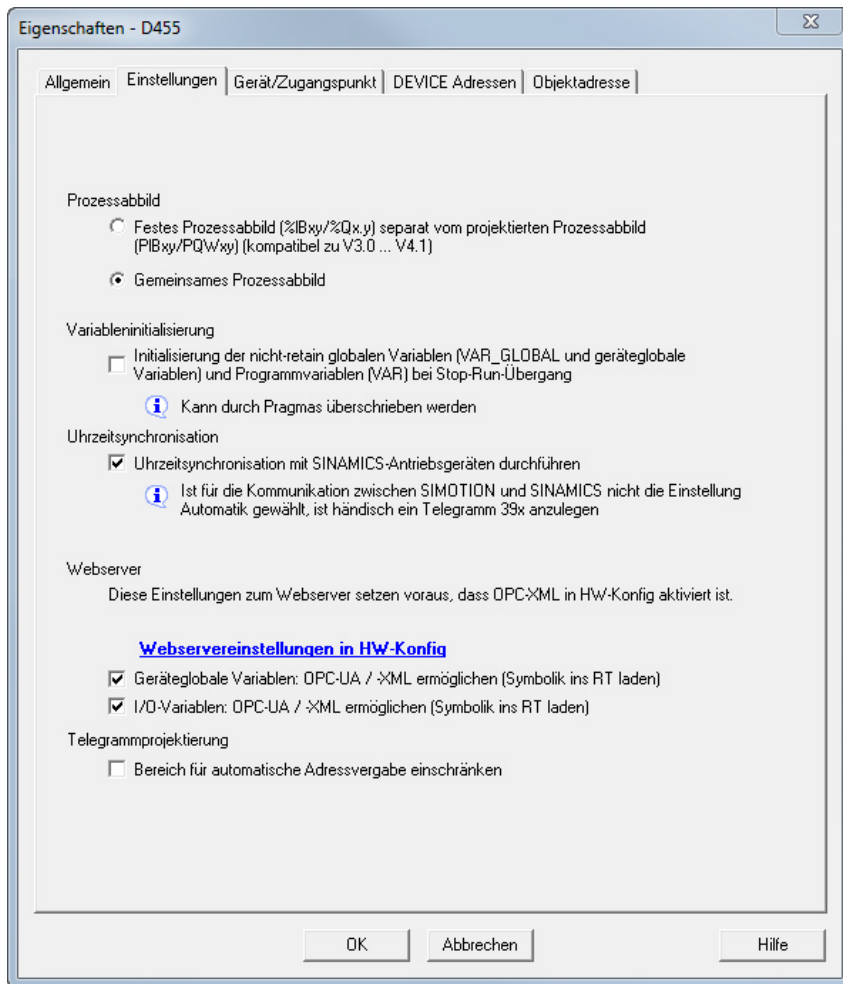 Eigenschaften - D455
Allgemein
Einstellungen
Gerät/Zugangspunkt
DEVICE Adressen
Objektadresse
Prozessabbild
Festes Prozessabbild (%IBxy/%Qx.y) separat vom projektierten Prozessabbild
(PIBxy/PQWxy) (kompatibel zu V3.0 ... V4.1)
Gemeinsames Prozessabbild
Variableninitialisierung
Initialisierung der nicht-retain globalen Variablen (VAR_GLOBAL und geräteglobale
Variablen) und Programmvariablen (VAR) bei Stop-Run-Übergang
Kann durch Pragmas überschrieben werden
Uhrzeitsynchronisation
Uhrzeitsynchronisation mit SINAMICS-Antriebsgeräten durchführen
Ist für die Kommunikation zwischen SIMOTION und SINAMICS nicht die Einstellung
Automatik gewählt, ist händisch ein Telegramm 39x anzulegen
Webserver
Diese Einstellungen zum Webserver setzen voraus, dass OPC-XML in HW-Konfig aktiviert ist.
Webservereinstellungen in HW-Konfig
Geräteglobale Variablen: OPC-UA / -XML ermöglichen (Symbolik ins RT laden)
I/O-Variablen: OPC-UA / -XML ermöglichen (Symbolik ins RT laden)
Telegrammprojektierung
Bereich für automatische Adressvergabe einschränken
OK
Abbrechen
Hilfe